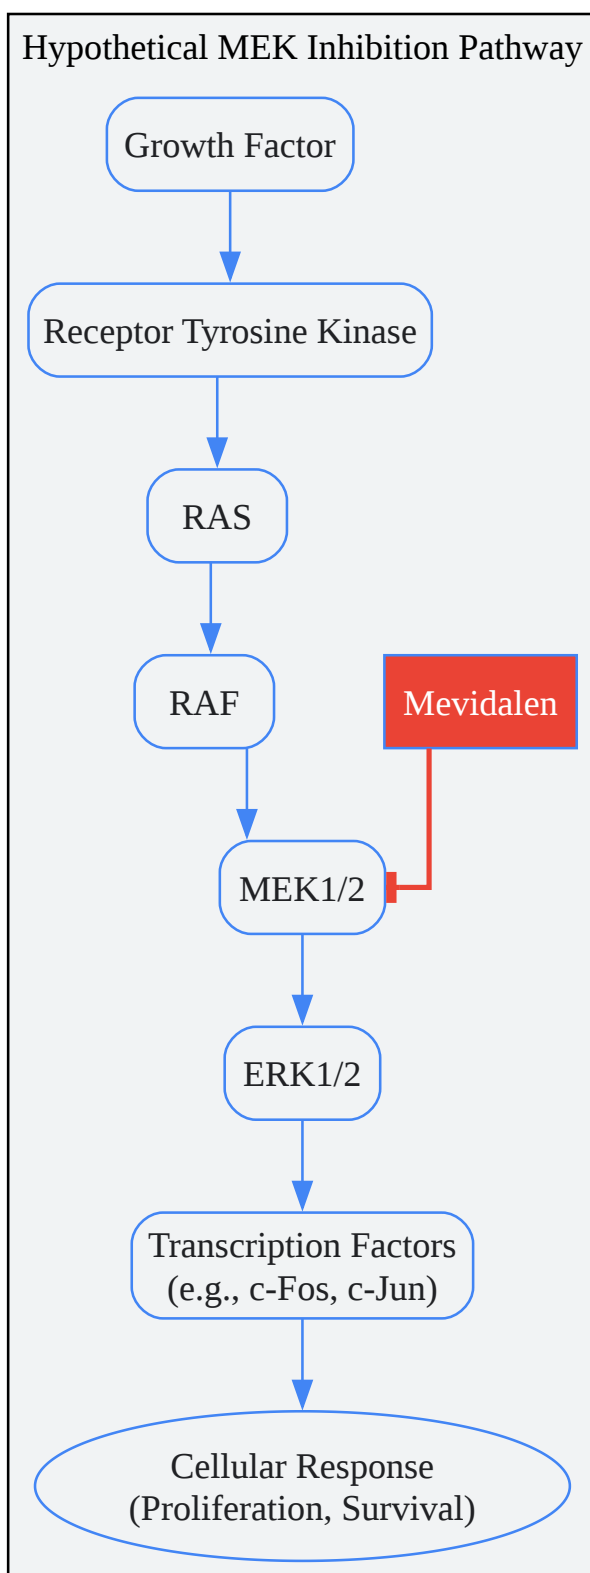 Hypothetical MEK Inhibition Pathway
Growth Factor
Receptor Tyrosine Kinase
RAS
RAF
Mevidalen
MEK1/2
ERK1/2
Transcription Factors
(e.g., c-Fos, c-Jun)
Cellular Response
(Proliferation, Survival)